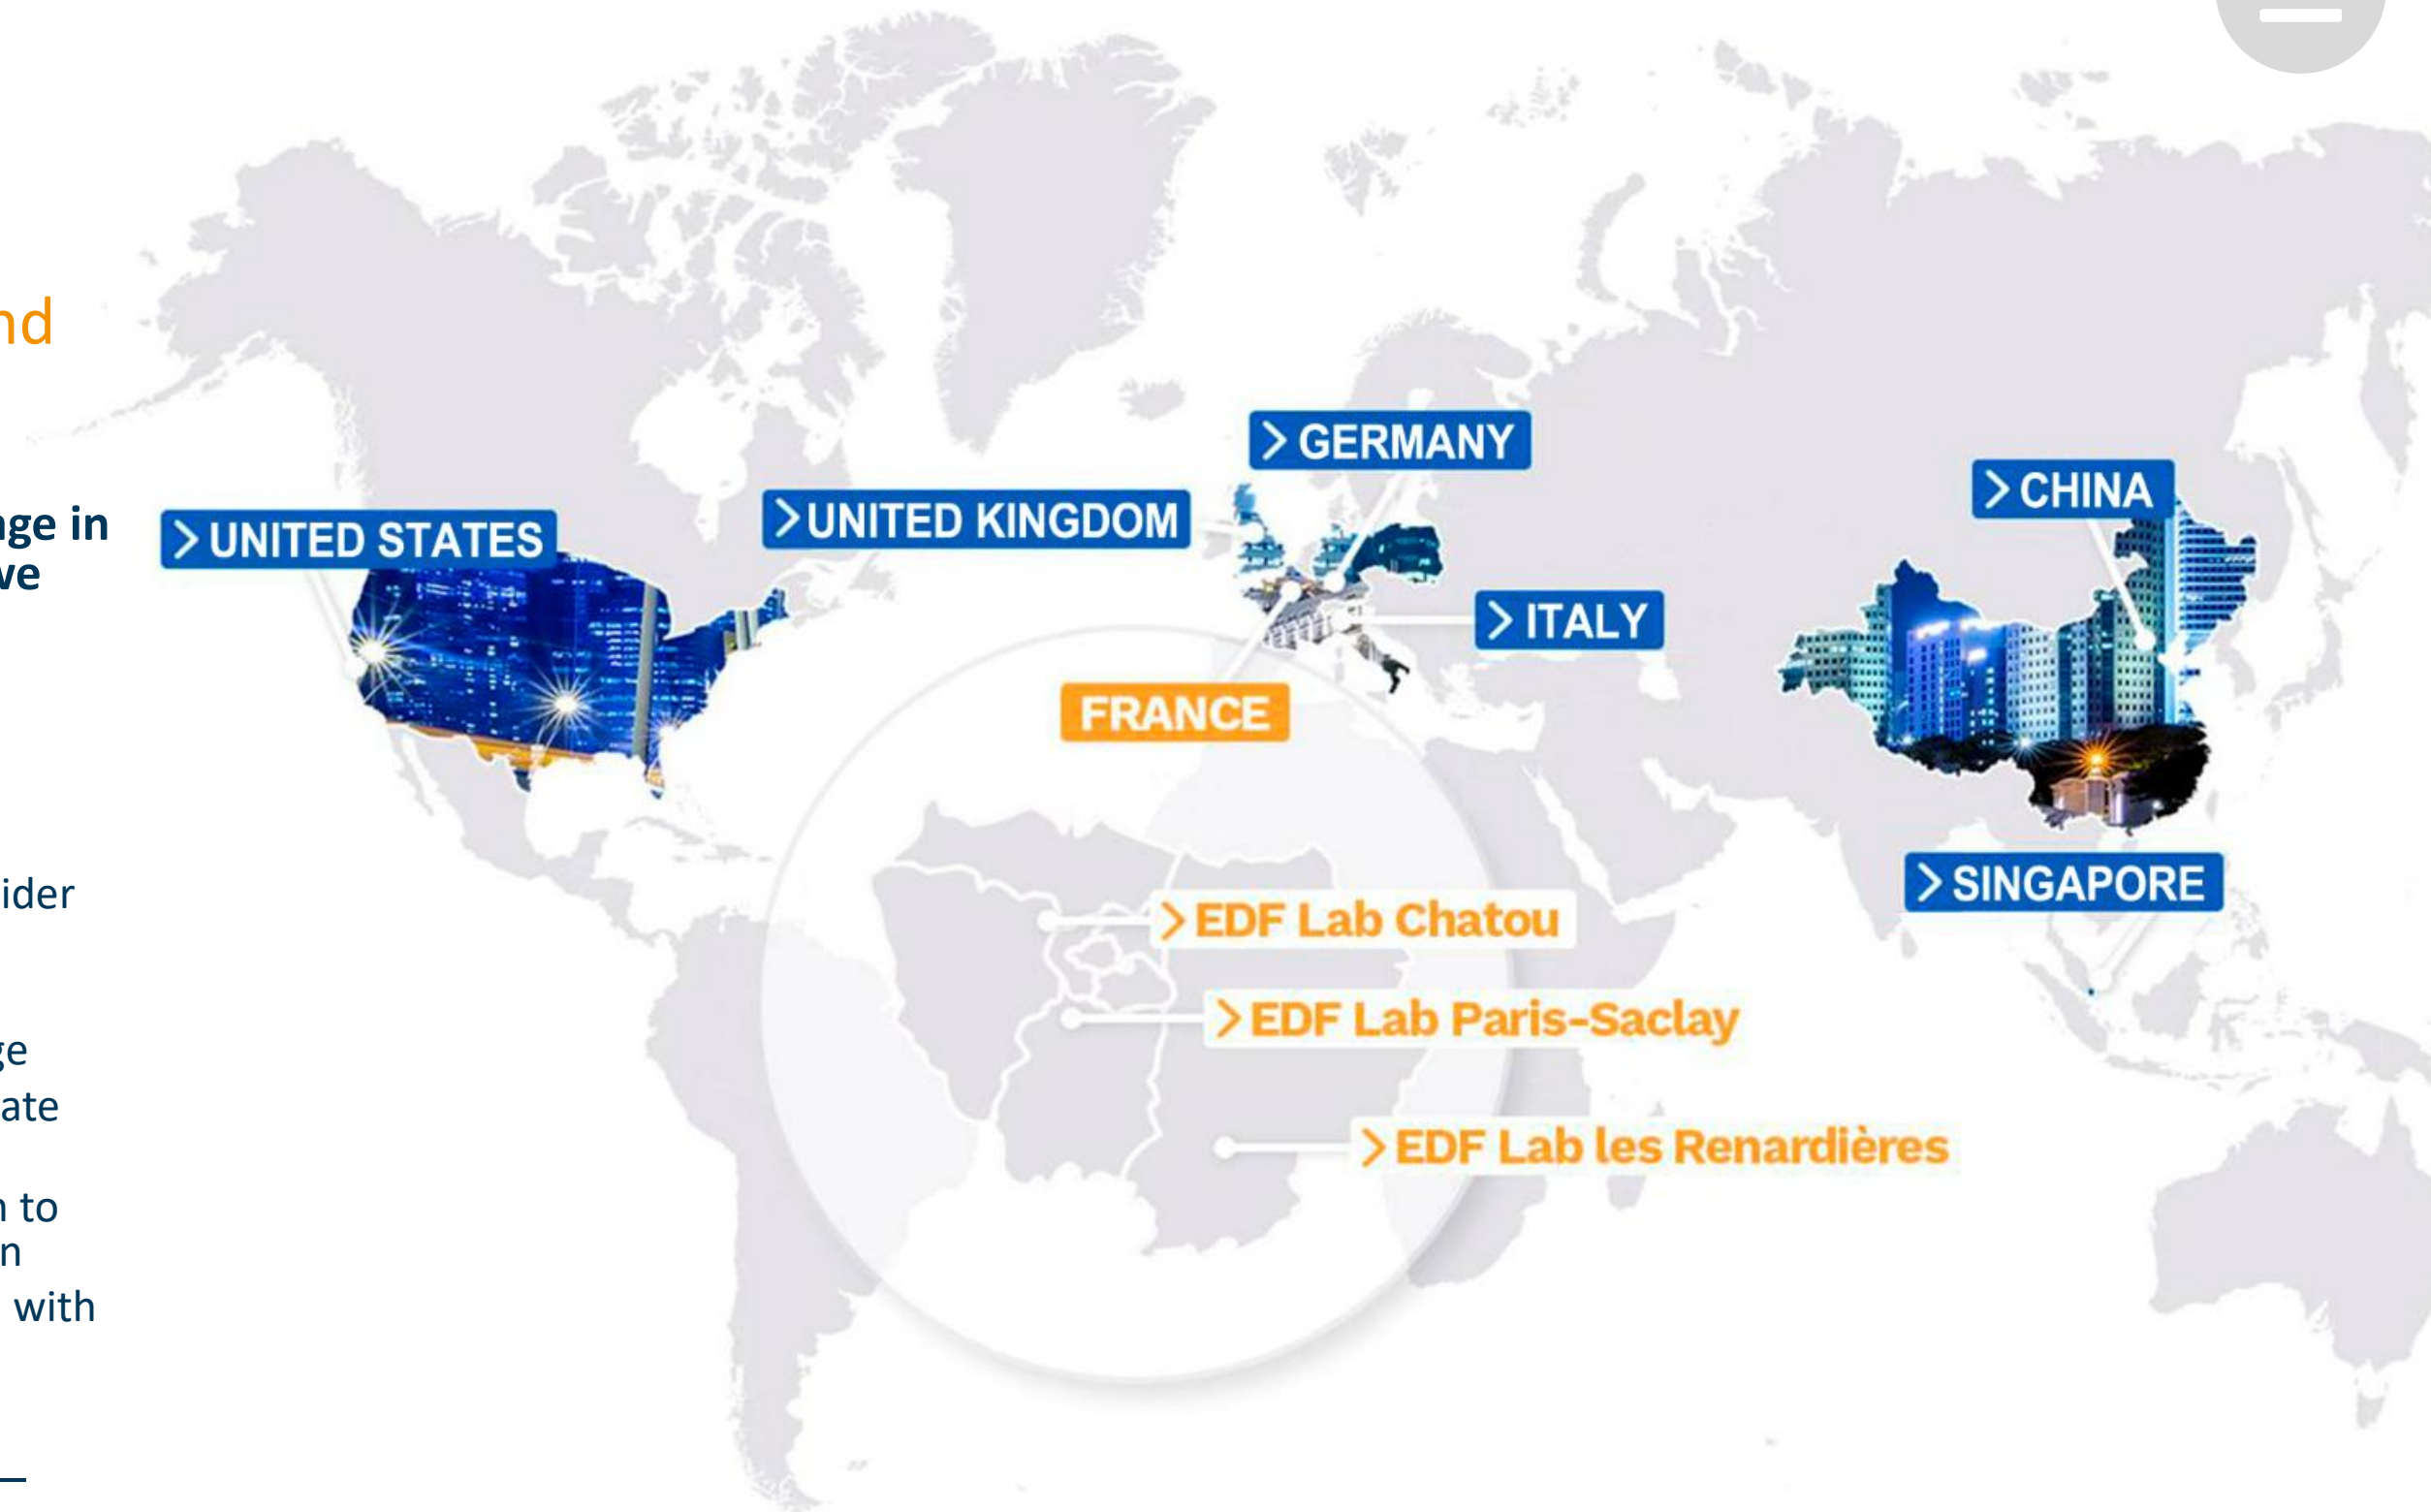 nd
ge in
ve
ider
ge
ate
n to
n
with
> UNITED STATES
> UNITED KINGDOM
> GERMANY
> ITALY
FRANCE
> CHINA
> SINGAPORE
> EDF Lab Chatou
> EDF Lab Paris-Saclay
> EDF Lab les Renardières